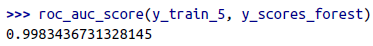 >>> roc_auc_score(y_train_5, y_scores_forest)
0.9983436731328145